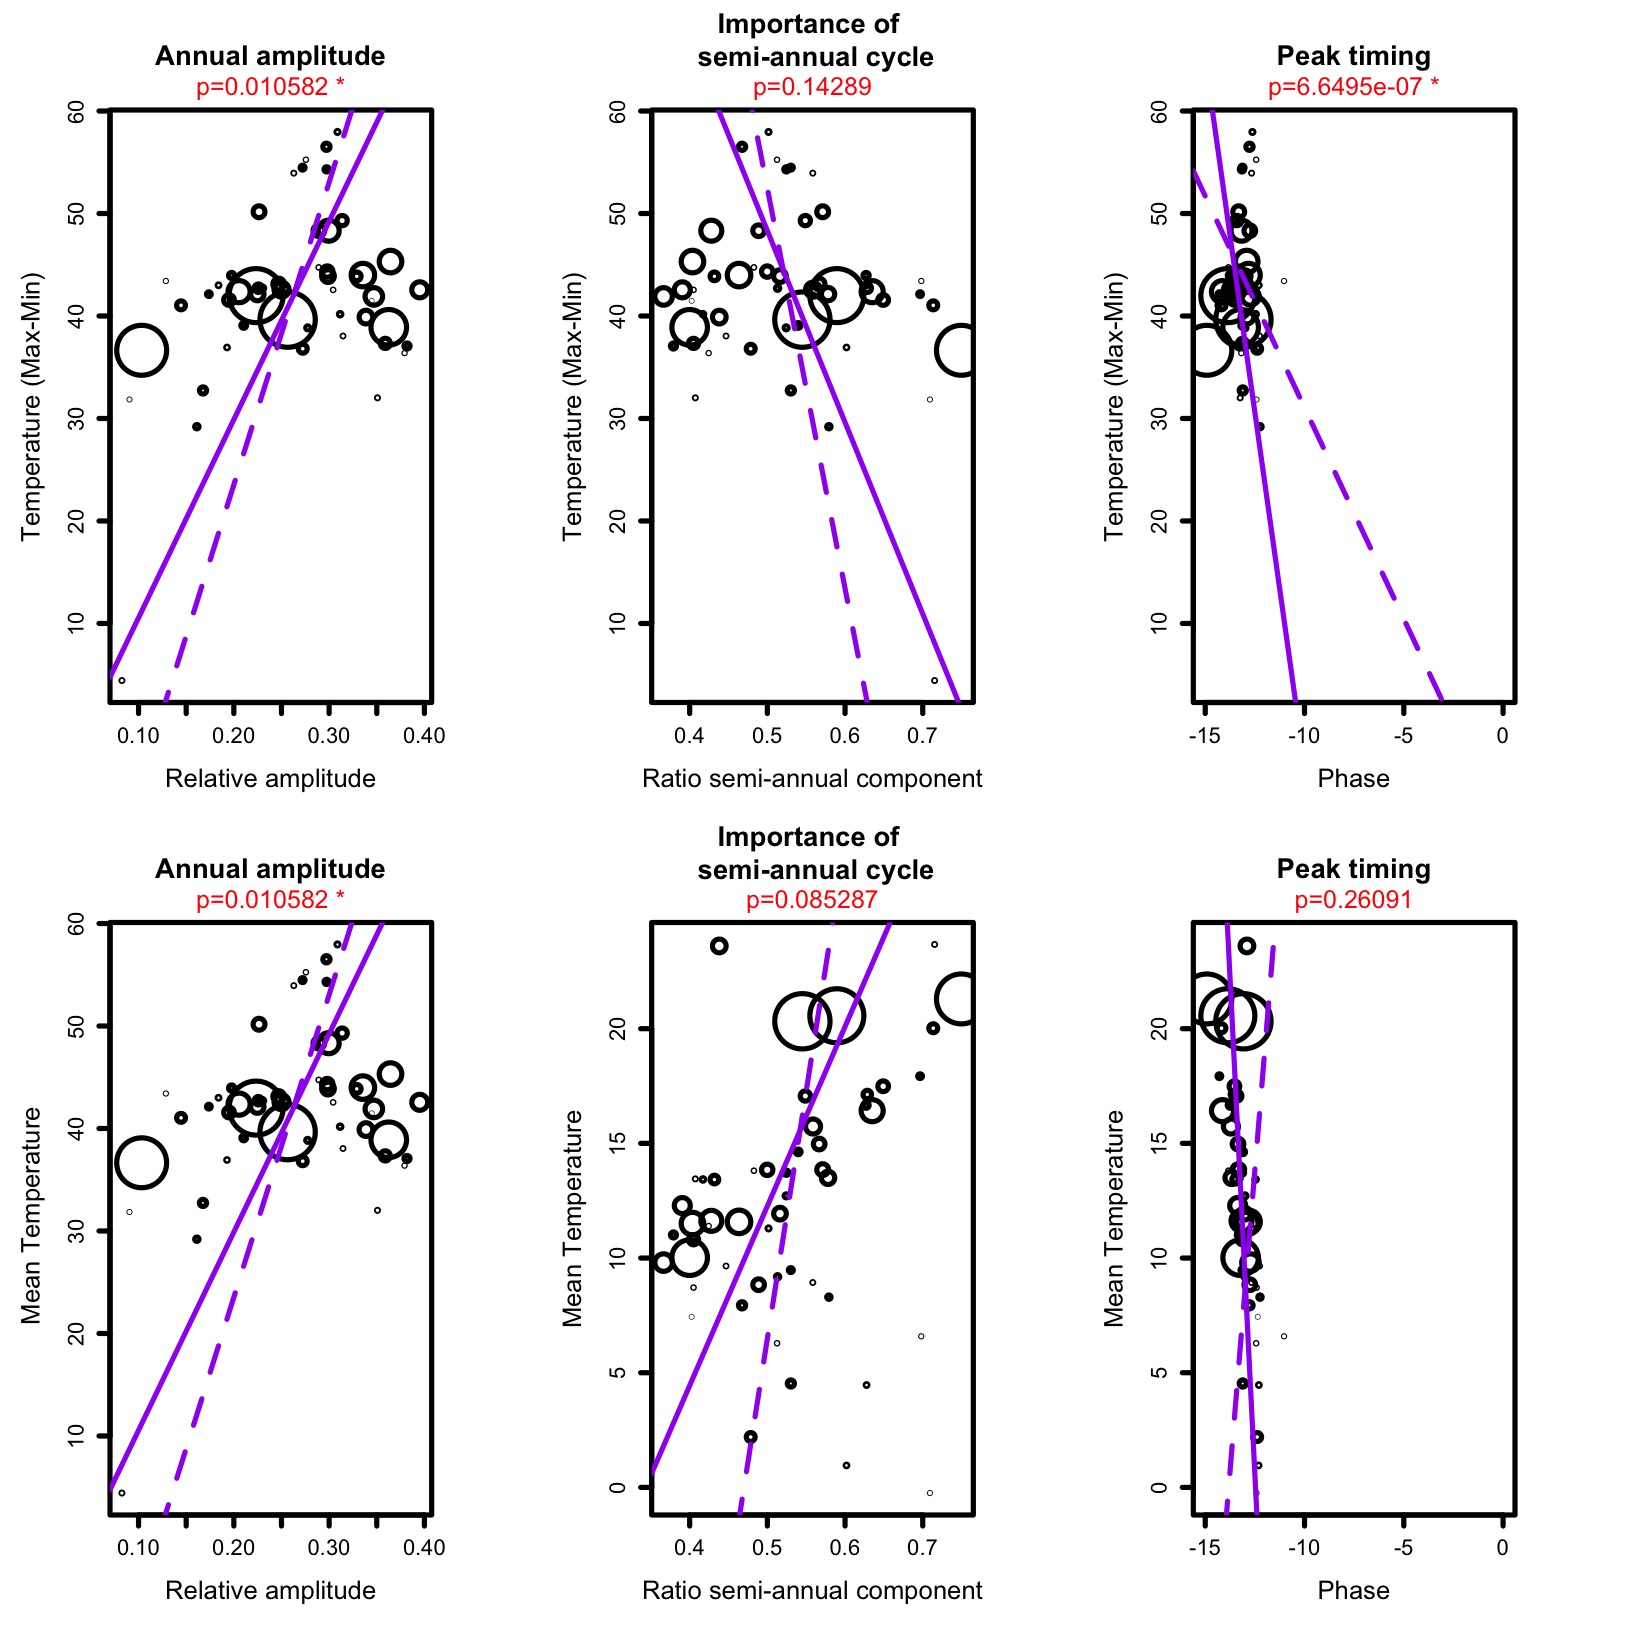 Annual amplitude
p=0.010582 *
Temperature (Max-Min)
60
50
40
30
20
10
0.10 0.20 0.30 0.40
Relative amplitude
Importance of
semi-annual cycle
p=0.14289
Temperature (Max-Min)
60
50
40
30
20
10
0.4 0.5 0.6 0.7
Ratio semi-annual component
Peak timing
p=6.6495e-07 *
Temperature (Max-Min)
60
50
40
30
20
10
-15 -10 -5 0
Phase
Annual amplitude
p=0.010582 *
Mean Temperature
60
50
40
30
20
10
0.10 0.20 0.30 0.40
Relative amplitude
Importance of
semi-annual cycle
p=0.085287
Mean Temperature
20
15
10
5
0
0.4 0.5 0.6 0.7
Ratio semi-annual component
Peak timing
p=0.26091
Mean Temperature
20
15
10
5
0
-15 -10 -5 0
Phase